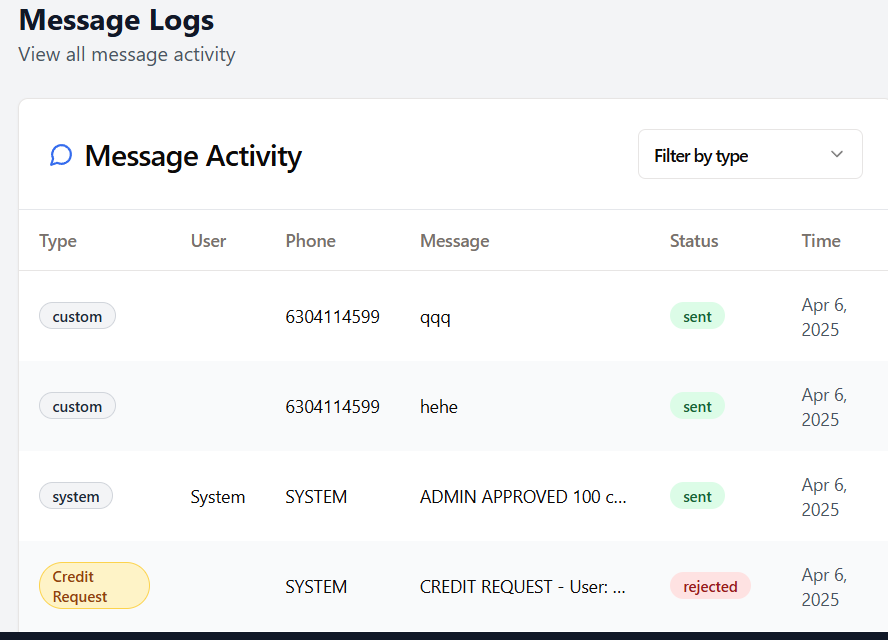 Message Logs
View all message activity
Message Activity
Filter by type
Type User Phone Message Status Time
custom 6304114599 qqq sent Apr 6,
2025
custom 6304114599 hehe sent Apr 6,
2025
system System SYSTEM ADMIN APPROVED 100 c... sent Apr 6,
2025
Credit
Request SYSTEM CREDIT REQUEST - User: ... rejected Apr 6,
2025